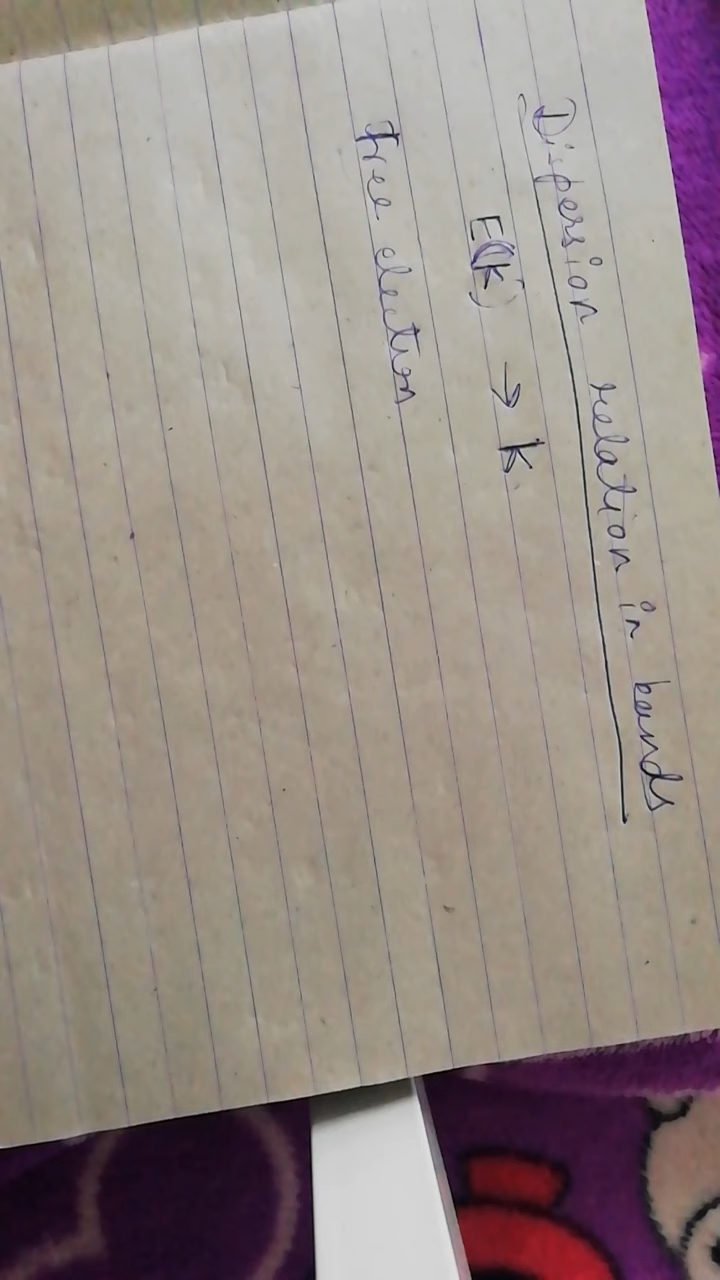 Dispersion relation in bands
E(k) → k.
Free electron